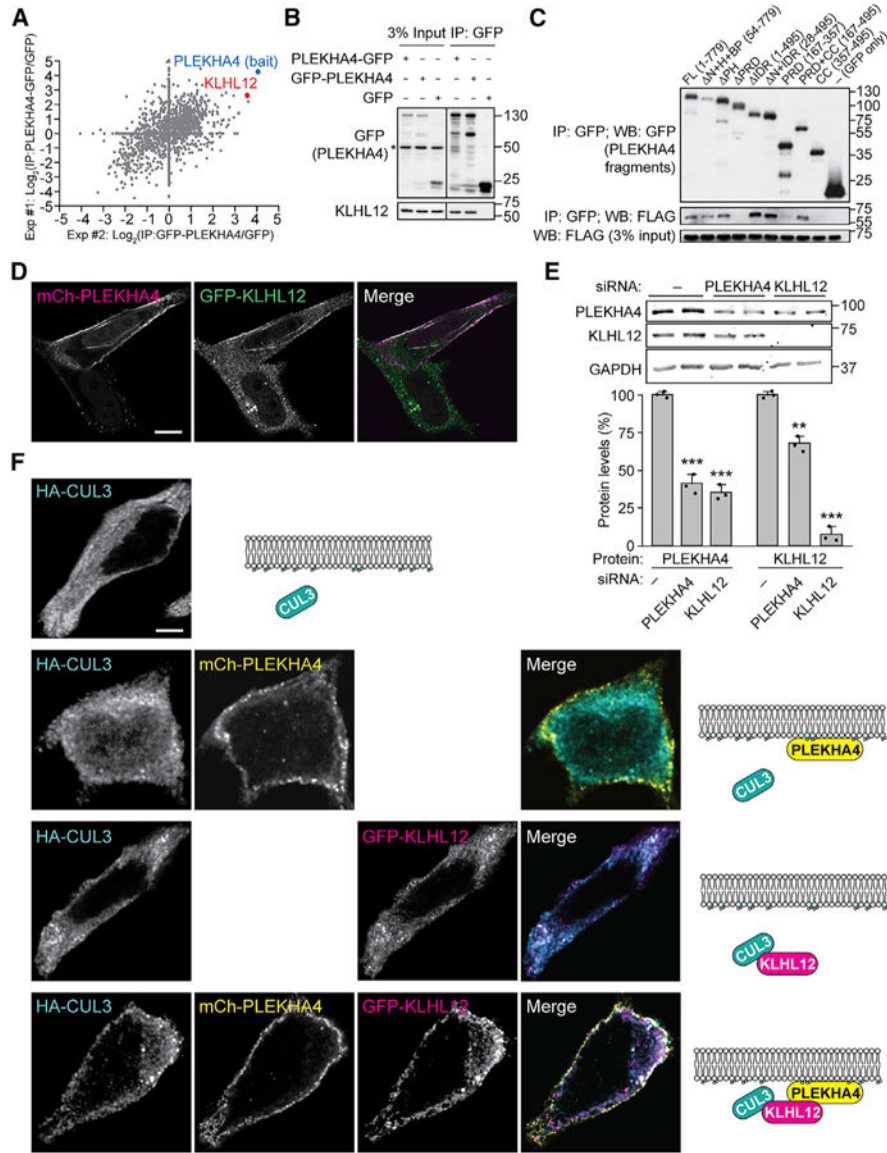 A
PLEKHA4 (bait)
KLHL12
Exp #1: Log2(IP:PLEKHA4-GFP/GFP)
5
4
3
2
1
0
-1
-2
-3
-4
-5
-5 -4 -3 -2 -1 0 1 2 3 4 5
Exp #2: Log2(IP:GFP-PLEKHA4/GFP)
B
3% Input IP: GFP
PLEKHA4-GFP + - - + - -
GFP-PLEKHA4 - + - - + -
GFP - - + - - +
GFP
(PLEKHA4)
*
130
50
25
20
KLHL12
75
50
C
FL (1-779)
ΔN+H+BP (54-779)
ΔPH
ΔPRD
ΔIDR (1-495)
ΔN+IDR (28-495)
PRD (167-357)
PRD+CC (167-495)
CC (357-495)
- (GFP only)
IP: GFP; WB: GFP
(PLEKHA4
fragments)
130
100
75
55
35
25
15
IP: GFP; WB: FLAG
75
55
WB: FLAG (3% input)
75
D
mCh-PLEKHA4 GFP-KLHL12 Merge
E
siRNA: – PLEKHA4 KLHL12
PLEKHA4
100
KLHL12
75
GAPDH
37
Protein levels (%)
100
75
50
25
0
*** *** ** ***
Protein: PLEKHA4 KLHL12
siRNA: – PLEKHA4 KLHL12 – PLEKHA4 KLHL12
F
HA-CUL3
CUL3
HA-CUL3 mCh-PLEKHA4 Merge
PLEKHA4
CUL3
HA-CUL3 GFP-KLHL12 Merge
CUL3
KLHL12
HA-CUL3 mCh-PLEKHA4 GFP-KLHL12 Merge
PLEKHA4
CUL3
KLHL12